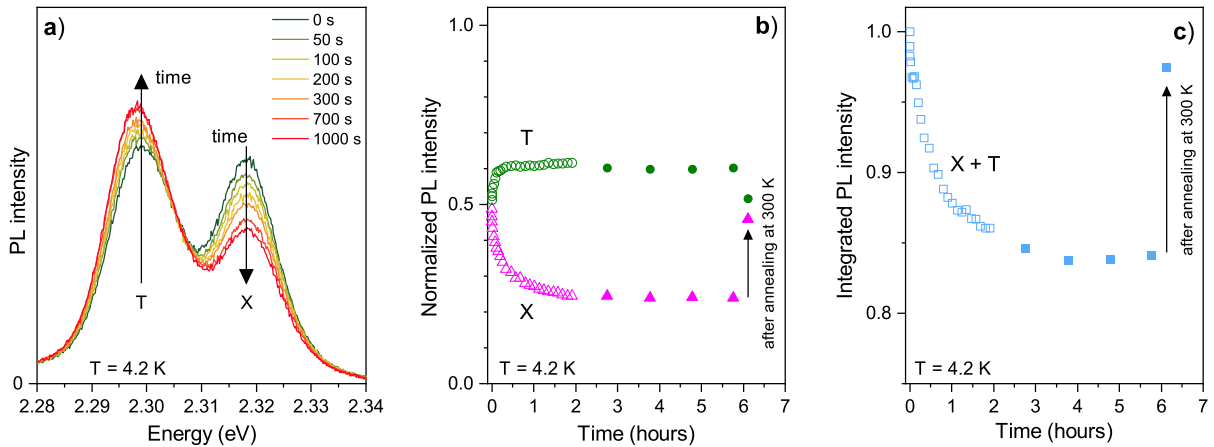 a)
0 s
50 s
100 s
200 s
300 s
700 s
1000 s
time
time
T
X
T = 4.2 K
PL intensity
0
2.28 2.29 2.30 2.31 2.32 2.33 2.34
Energy (eV)
b)
Normalized PL intensity
1.0
0.5
0.0
T
X
after annealing at 300 K
T = 4.2 K
0 1 2 3 4 5 6 7
Time (hours)
c)
Integrated PL intensity
1.0
0.9
0.8
X + T
after annealing at 300 K
T = 4.2 K
0 1 2 3 4 5 6 7
Time (hours)